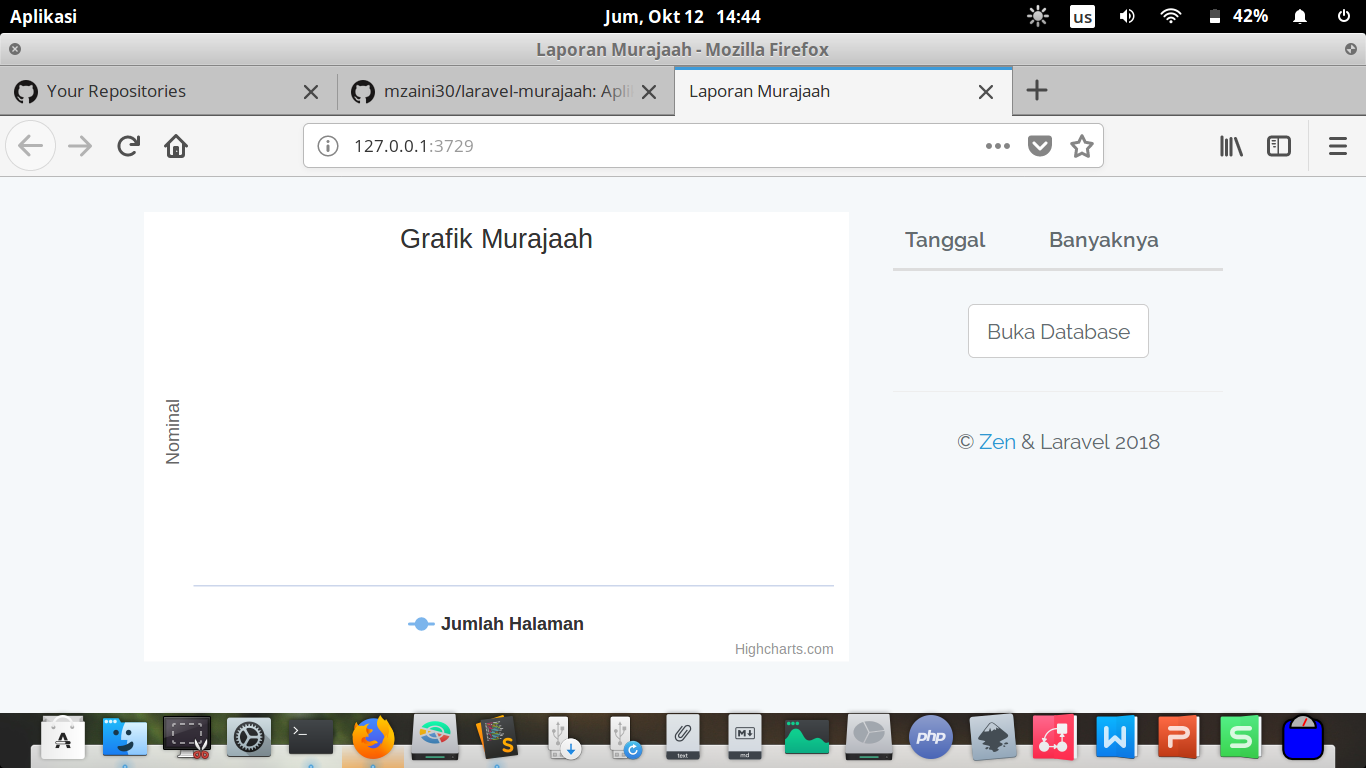 Aplikasi
Jum, Okt 12 14:44
us
42%
Laporan Murajaah - Mozilla Firefox
Your Repositories
mzaini30/laravel-murajaah: Apli
Laporan Murajaah
127.0.0.1:3729
Grafik Murajaah
Nominal
Jumlah Halaman
Highcharts.com
Tanggal Banyaknya
Buka Database
© Zen & Laravel 2018
A
>_
S
text
M
md
php
W
P
S